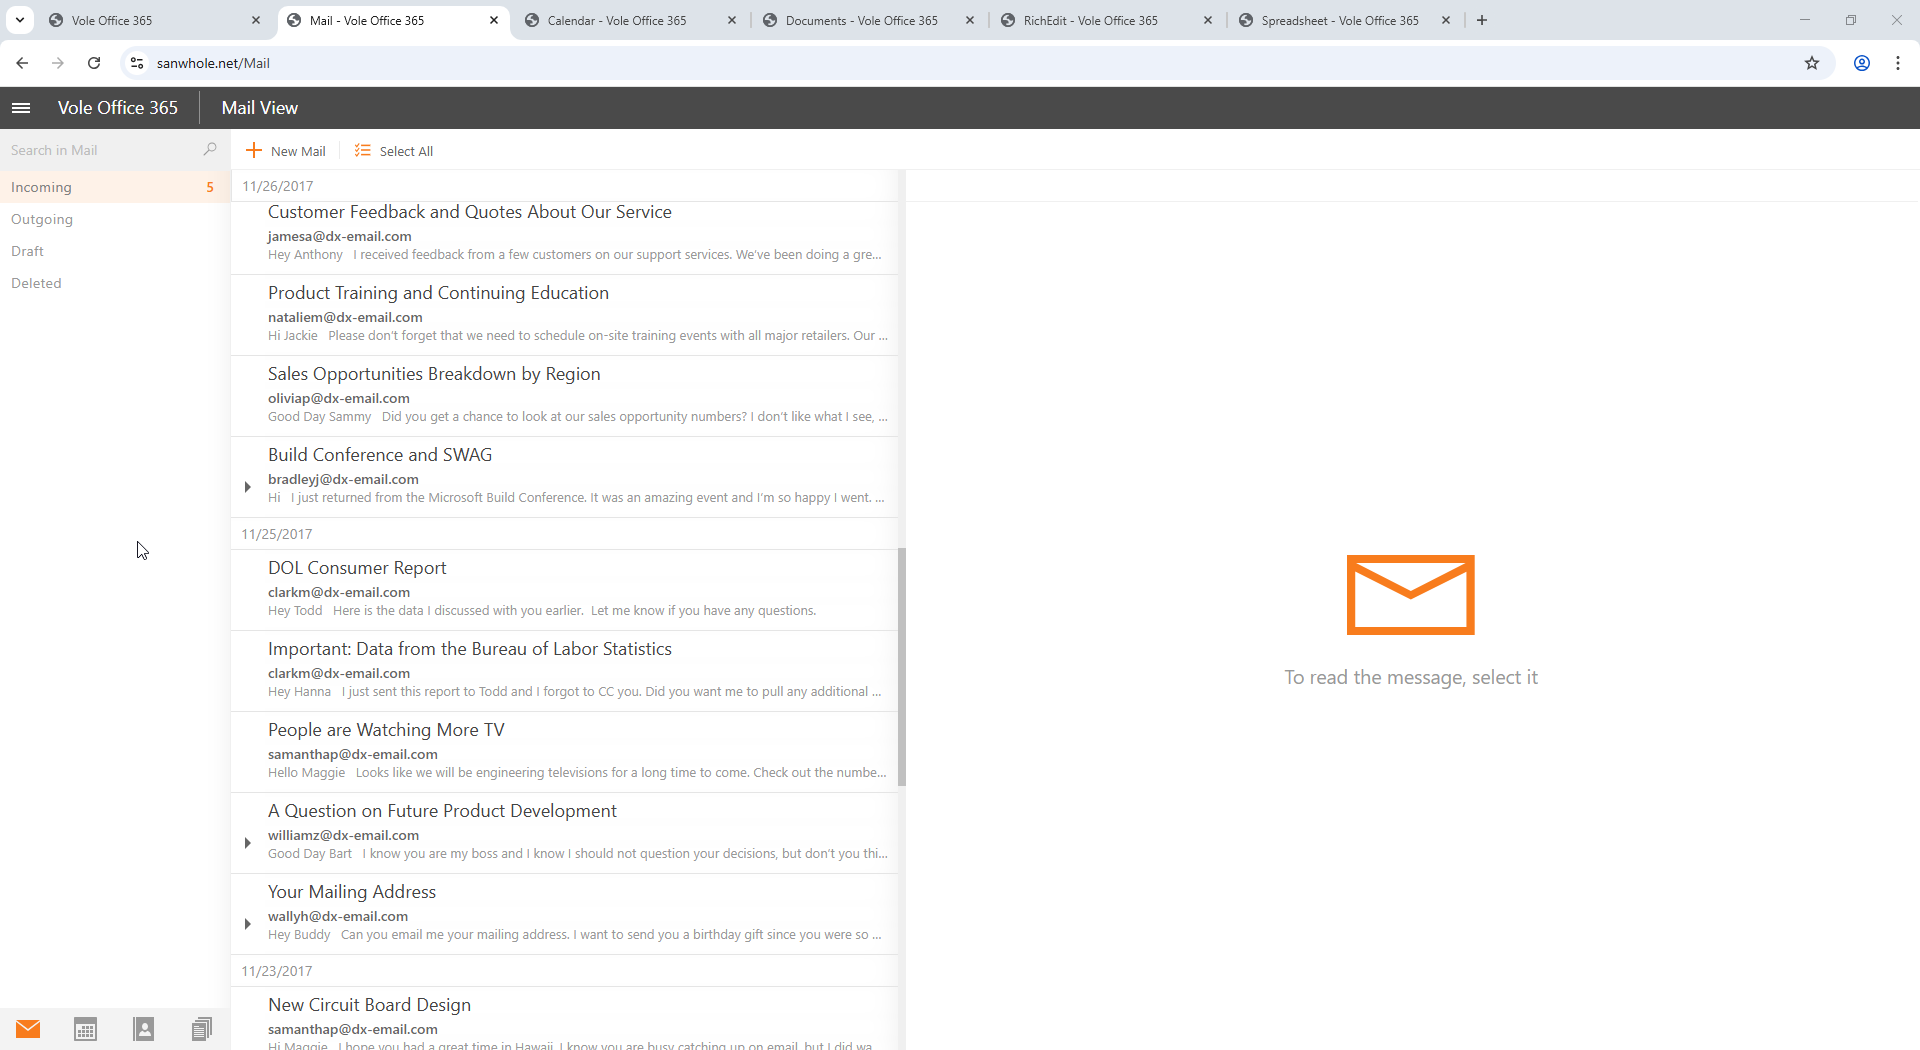 Vole Office 365
Mail - Vole Office 365
Calendar - Vole Office 365
Documents - Vole Office 365
RichEdit - Vole Office 365
Spreadsheet - Vole Office 365
sanwhole.net/Mail
Vole Office 365
Mail View
Search in Mail
Incoming 5
Outgoing
Draft
Deleted
New Mail
Select All
11/26/2017
Customer Feedback and Quotes About Our Service
jamesa@dx-email.com
Hey Anthony I received feedback from a few customers on our support services. We've been doing a gre...
Product Training and Continuing Education
nataliem@dx-email.com
Hi Jackie Please don't forget that we need to schedule on-site training events with all major retailers. Our ...
Sales Opportunities Breakdown by Region
oliviap@dx-email.com
Good Day Sammy Did you get a chance to look at our sales opportunity numbers? I don't like what I see, ...
Build Conference and SWAG
bradleyj@dx-email.com
Hi I just returned from the Microsoft Build Conference. It was an amazing event and I'm so happy I went. ...
11/25/2017
DOL Consumer Report
clarkm@dx-email.com
Hey Todd Here is the data I discussed with you earlier. Let me know if you have any questions.
Important: Data from the Bureau of Labor Statistics
clarkm@dx-email.com
Hey Hanna I just sent this report to Todd and I forgot to CC you. Did you want me to pull any additional ...
People are Watching More TV
samanthap@dx-email.com
Hello Maggie Looks like we will be engineering televisions for a long time to come. Check out the numbe...
A Question on Future Product Development
williamz@dx-email.com
Good Day Bart I know you are my boss and I know I should not question your decisions, but don't you thi...
Your Mailing Address
wallyh@dx-email.com
Hey Buddy Can you email me your mailing address. I want to send you a birthday gift since you were so ...
11/23/2017
New Circuit Board Design
samanthap@dx-email.com
Hi Maggie I hope you had a great time in Hawaii. I know you are busy catching up on email, but I did wa...
To read the message, select it